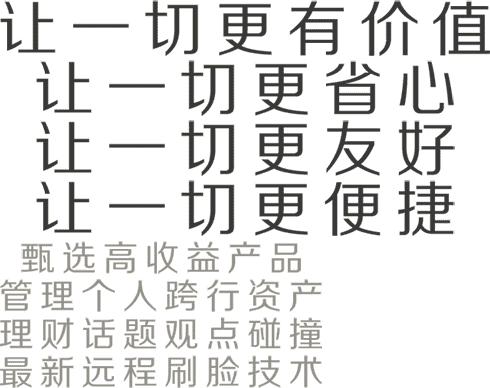 让一切更有价值
让一切更省心
让一切更友好
让一切更便捷
甄选高收益产品
管理个人跨行资产
理财话题观点碰撞
最新远程刷脸技术